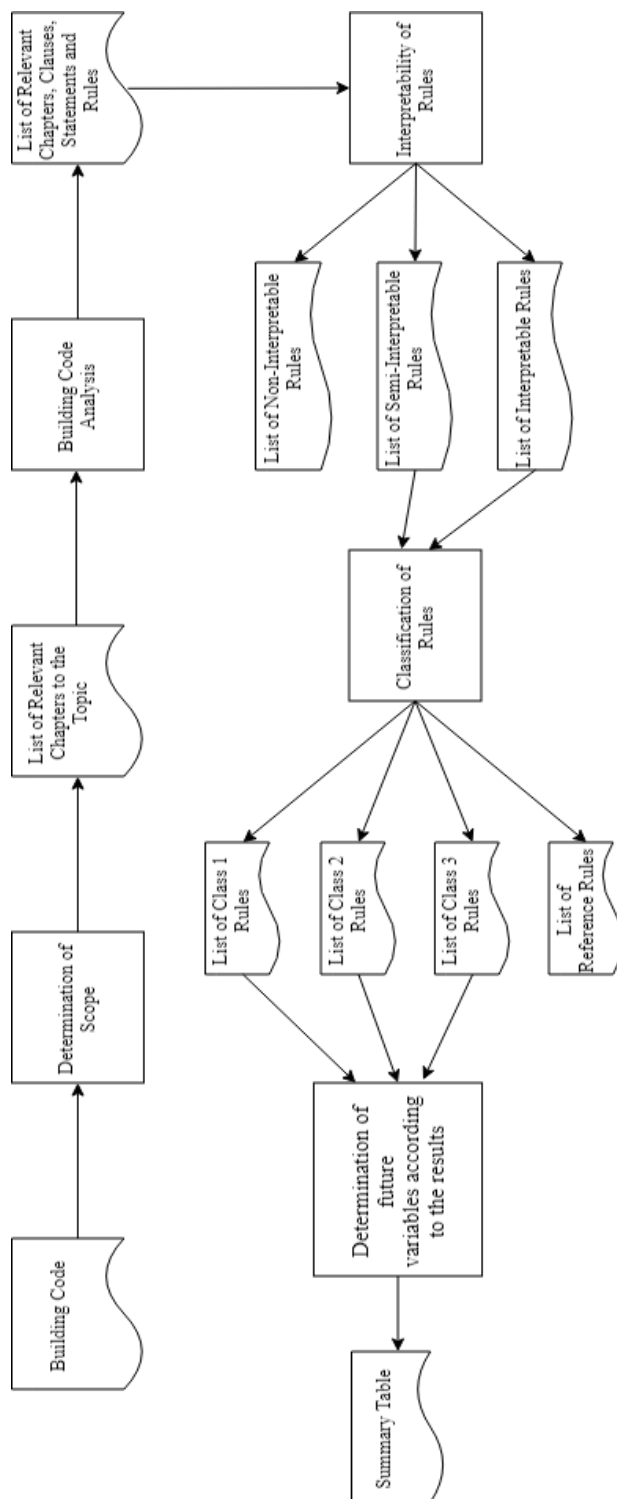 Building Code
Determination of
Scope
List of Relevant
Chapters to the
Topic
Building Code
Analysis
List of Relevant
Chapters, Clauses,
Statements and
Rules
Interpretability of
Rules
List of Non-Interpretable
Rules
List of Semi-Interpretable
Rules
List of Interpretable Rules
Classification of
Rules
List of Class 1
Rules
List of Class 2
Rules
List of Class 3
Rules
List of
Reference Rules
Determination of
future
variables according
to the results
Summary Table